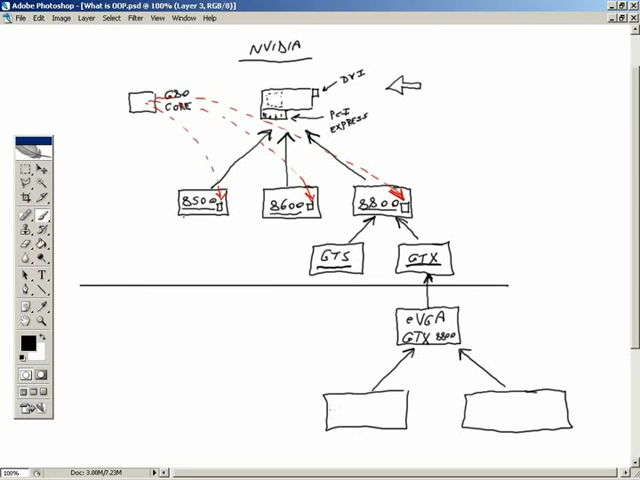 Adobe Photoshop - [What is OOP.psd @ 100% (Layer 3, RGB/8)]
File Edit Image Layer Select Filter View Window Help
NVIDIA
DVI
G80
CORE
PCI
EXPRESS
8500 8600 8800
GTS GTX
eVGA
GTX 8800
100% Doc: 3.00M/7.23M